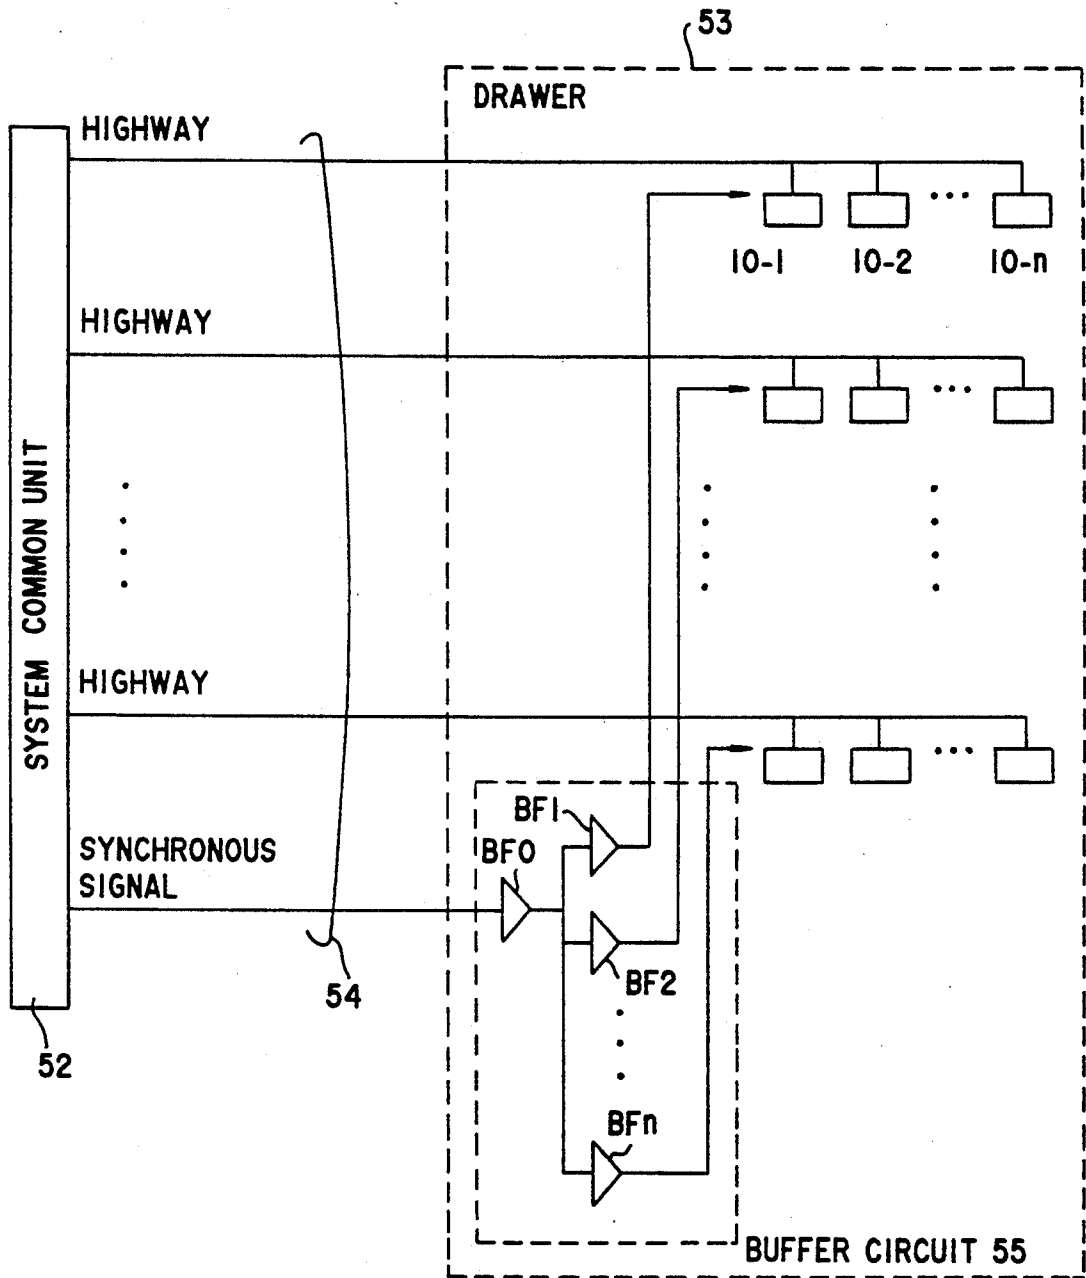 53
DRAWER
HIGHWAY
10-1 10-2 ... 10-n
HIGHWAY
...
SYSTEM COMMON UNIT
HIGHWAY
...
BF1
BF0
SYNCHRONOUS
SIGNAL
BF2
54
52
BFn
BUFFER CIRCUIT 55